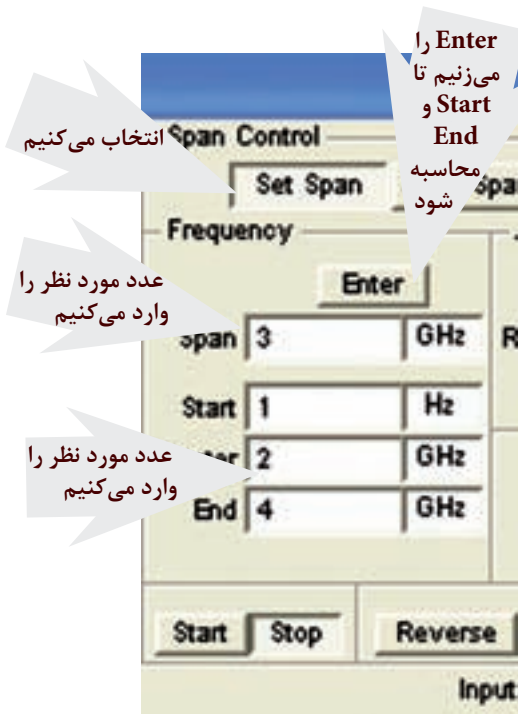 Enter را
می‌زنیم تا
Start و
End
محاسبه
شود
انتخاب می‌کنیم
Span Control
Set Span
Frequency
Enter
عدد مورد نظر را
وارد می‌کنیم
Span 3 GHz
Start 1 Hz
عدد مورد نظر را
وارد می‌کنیم
2 GHz
End 4 GHz
Start Stop Reverse
Input